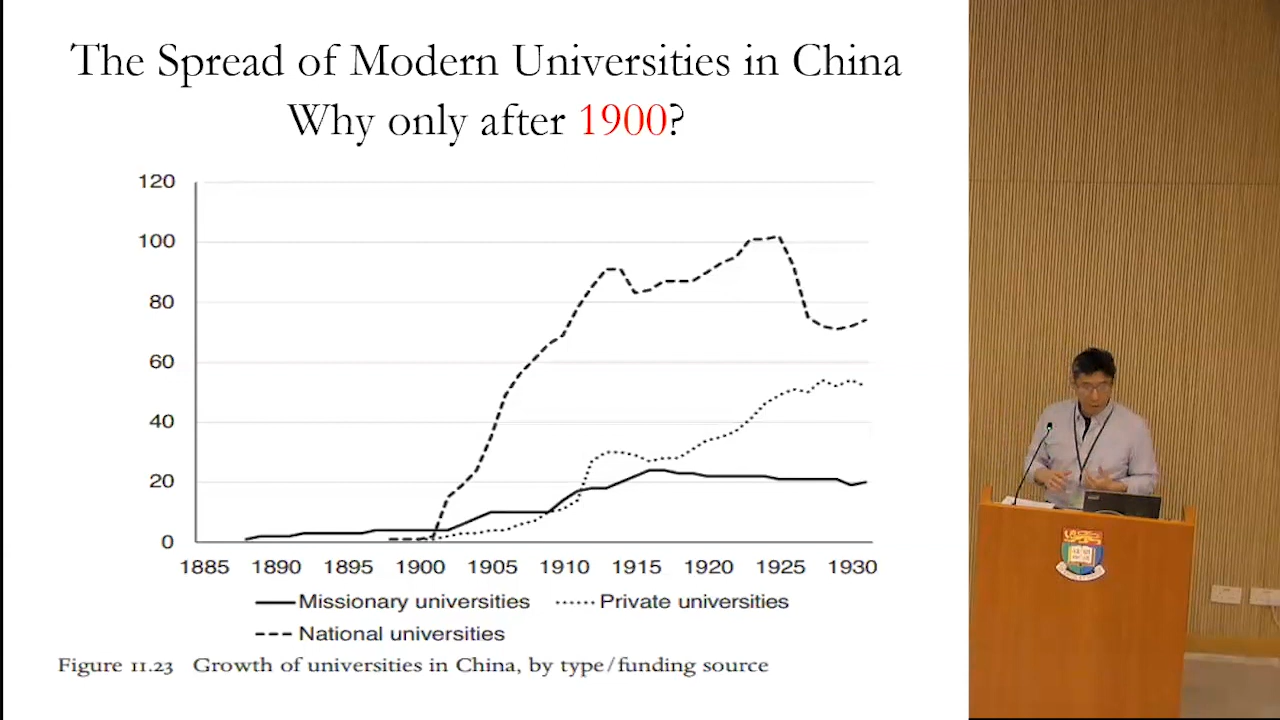 The Spread of Modern Universities in China
Why only after 1900?
120
100
80
60
40
20
0
1885 1890 1895 1900 1905 1910 1915 1920 1925 1930
Missionary universities Private universities
National universities
Figure 11.23 Growth of universities in China, by type/funding source